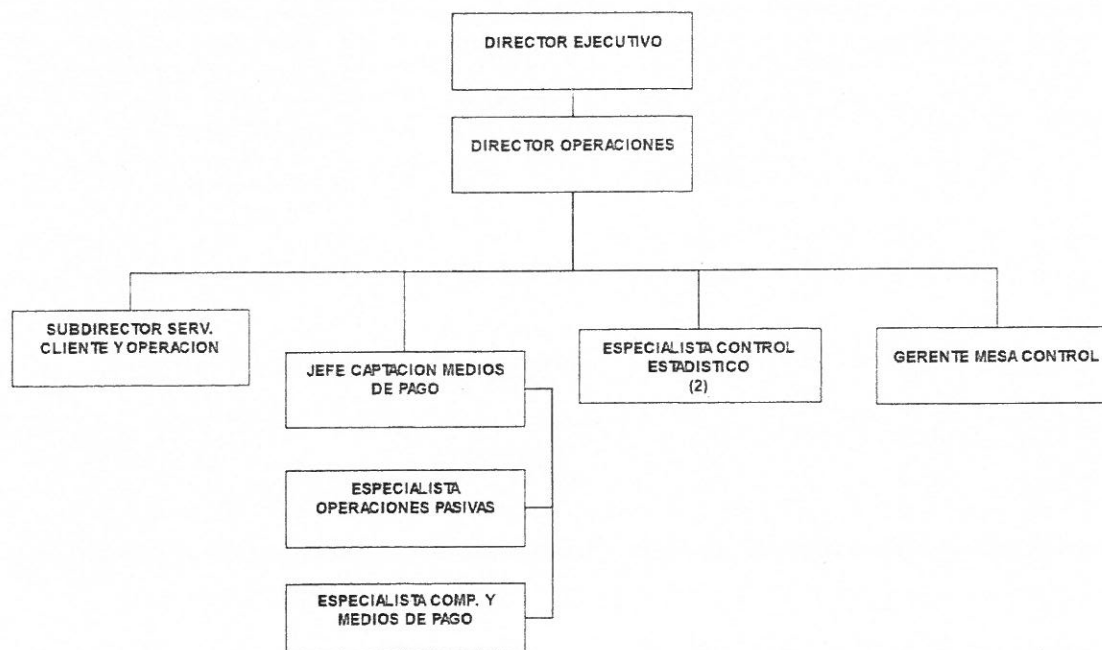 DIRECTOR EJECUTIVO
DIRECTOR OPERACIONES
SUBDIRECTOR SERV.
CLIENTE Y OPERACION
JEFE CAPTACION MEDIOS
DE PAGO
ESPECIALISTA CONTROL
ESTADISTICO
(2)
GERENTE MESA CONTROL
ESPECIALISTA
OPERACIONES PASIVAS
ESPECIALISTA COMP. Y
MEDIOS DE PAGO